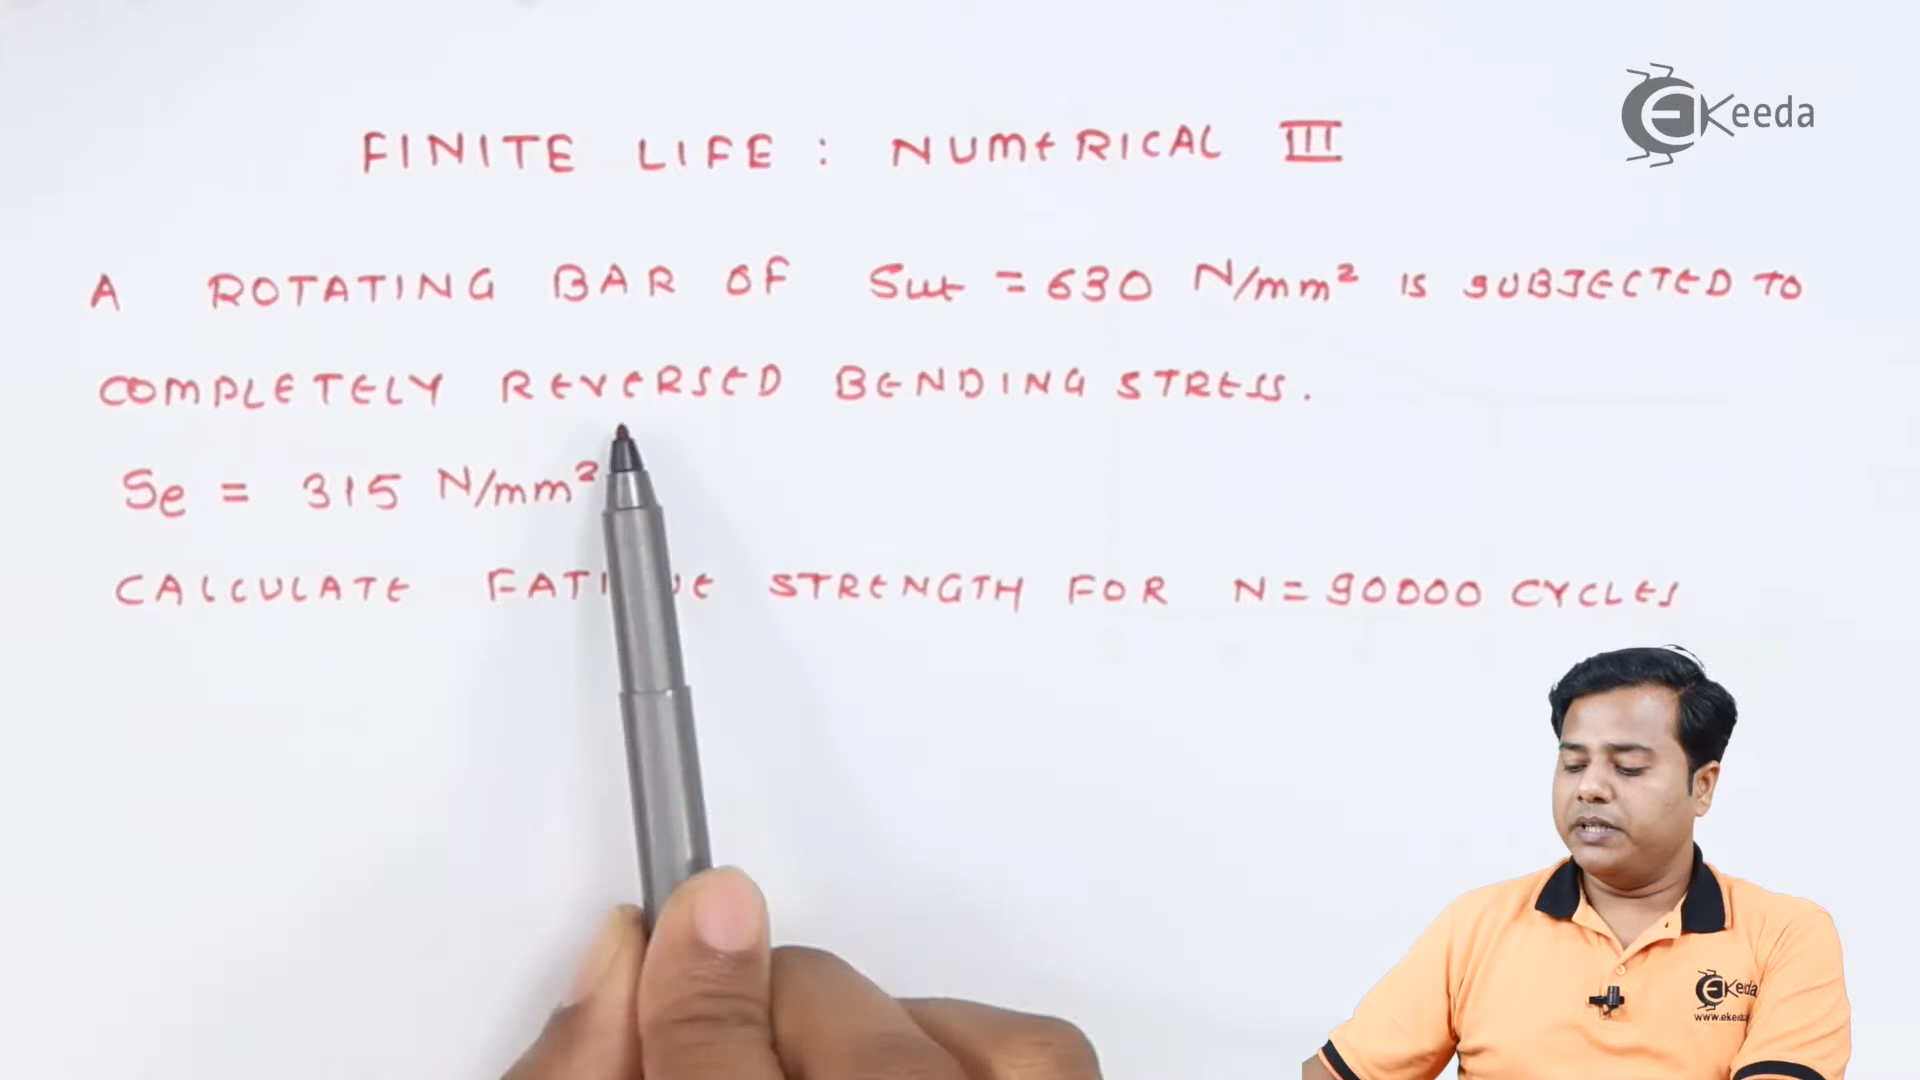 EKeeda
FINITE LIFE : NUMERICAL III
A ROTATING BAR OF Sut = 630 N/mm² IS SUBJECTED TO
COMPLETELY REVERSED BENDING STRESS.
Se = 315 N/mm²
CALCULATE STRENGTH FOR N = 90000 CYCLES
EKeeda